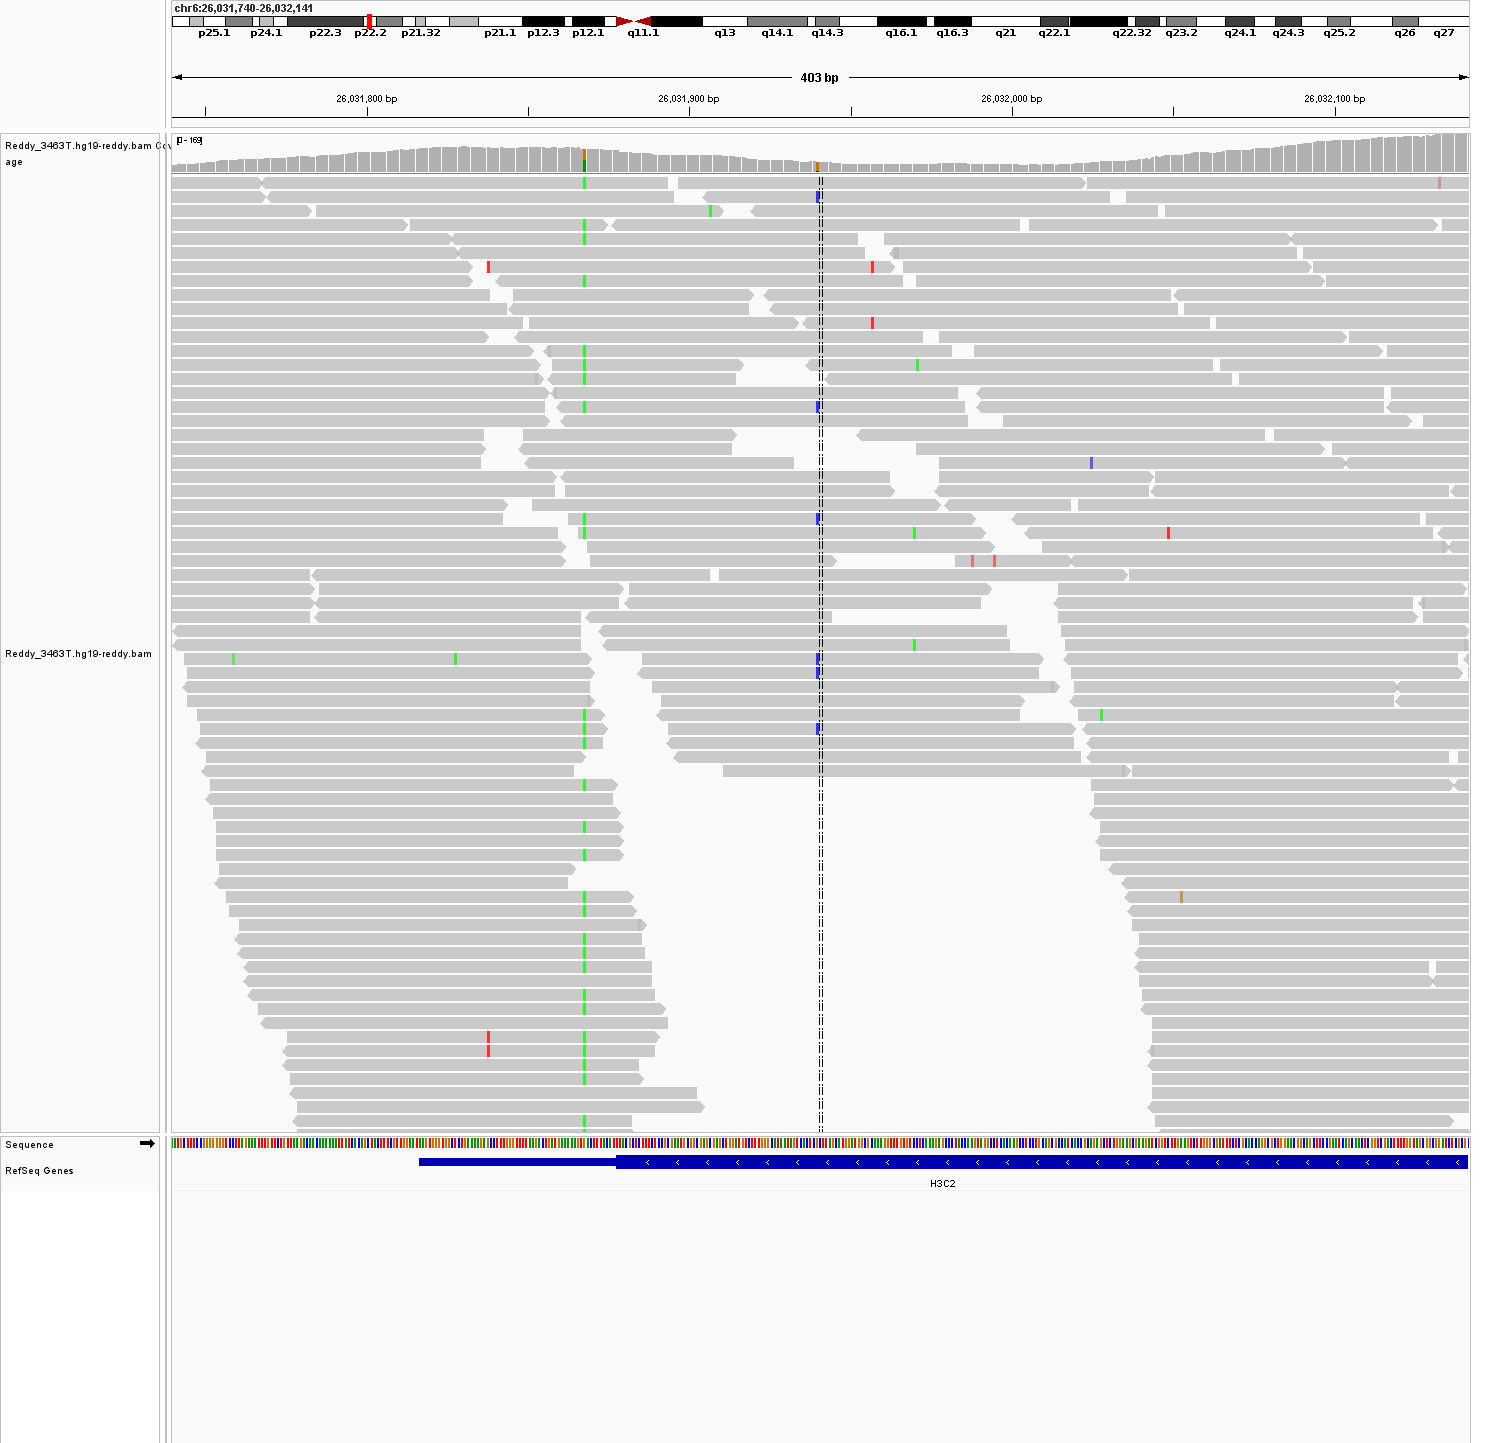 chr6:26,031,740-26,032,141
p25.1 p24.1 p22.3 p22.2 p21.32 p21.1 p12.3 p12.1 q11.1 q13 q14.1 q14.3 q16.1 q16.3 q21 q22.1 q22.32 q23.2 q24.1 q24.3 q25.2 q26 q27
403 bp
26,031,800 bp 26,031,900 bp 26,032,000 bp 26,032,100 bp
Reddy_3463T.hg19-reddy.bam Cov
age
[0 - 169]
Reddy_3463T.hg19-reddy.bam
Sequence
RefSeq Genes
H3C2